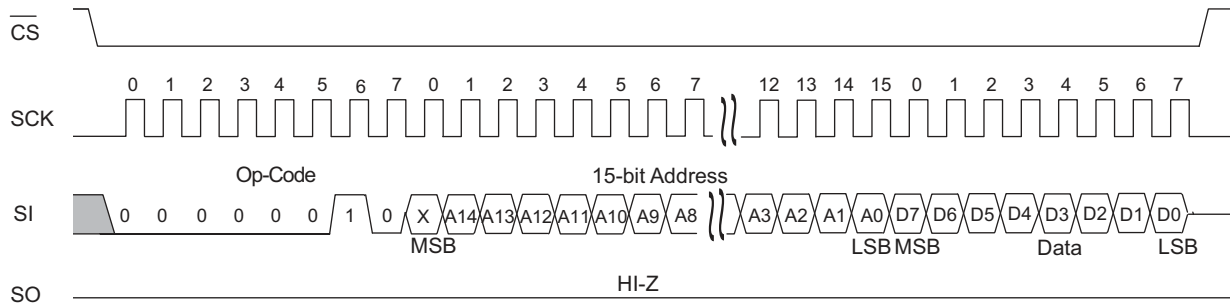 CS
0 1 2 3 4 5 6 7 0 1 2 3 4 5 6 7 12 13 14 15 0 1 2 3 4 5 6 7
SCK
Op-Code 15-bit Address
SI 0 0 0 0 0 0 1 0 X A14 A13 A12 A11 A10 A9 A8 A3 A2 A1 A0 D7 D6 D5 D4 D3 D2 D1 D0
MSB LSB MSB Data LSB
HI-Z
SO